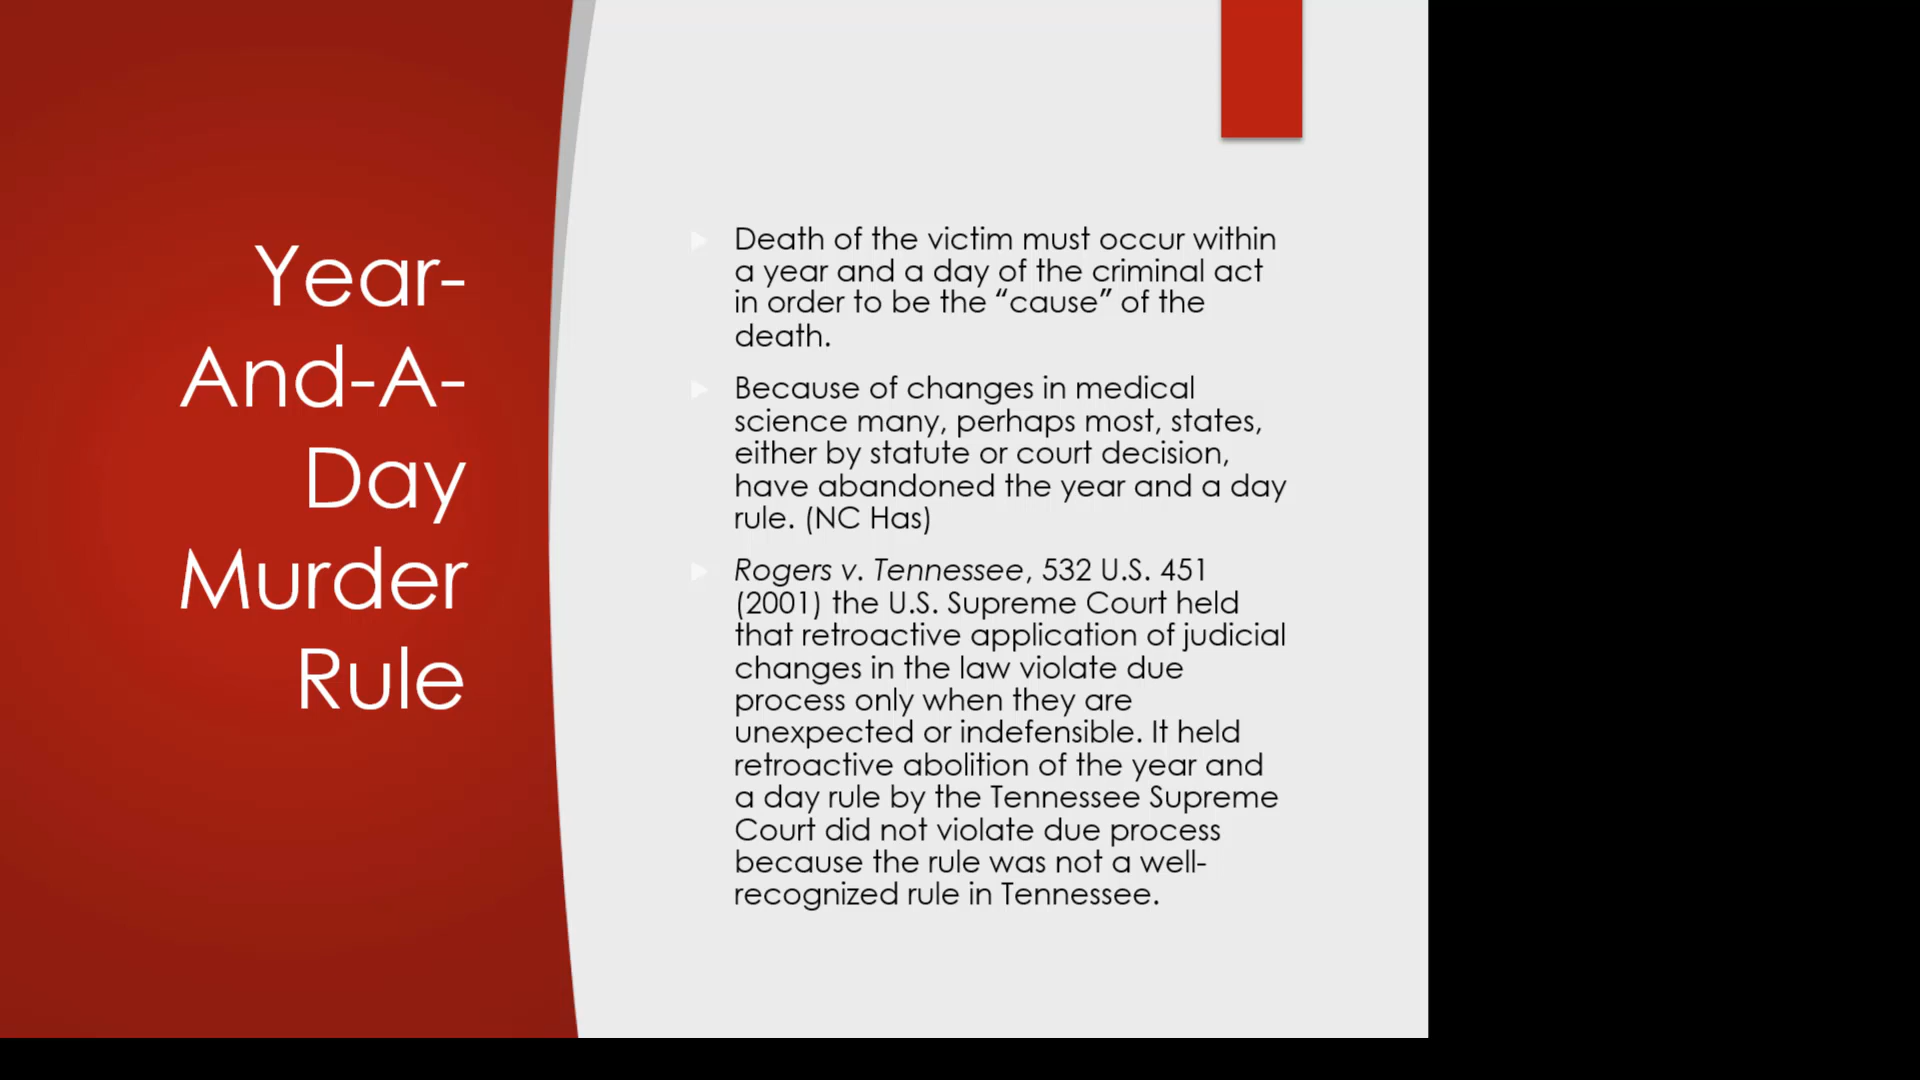 Year-
And-A-
Day
Murder
Rule
Death of the victim must occur within
a year and a day of the criminal act
in order to be the “cause” of the
death.
Because of changes in medical
science many, perhaps most, states,
either by statute or court decision,
have abandoned the year and a day
rule. (NC Has)
Rogers v. Tennessee, 532 U.S. 451
(2001) the U.S. Supreme Court held
that retroactive application of judicial
changes in the law violate due
process only when they are
unexpected or indefensible. It held
retroactive abolition of the year and
a day rule by the Tennessee Supreme
Court did not violate due process
because the rule was not a well-
recognized rule in Tennessee.